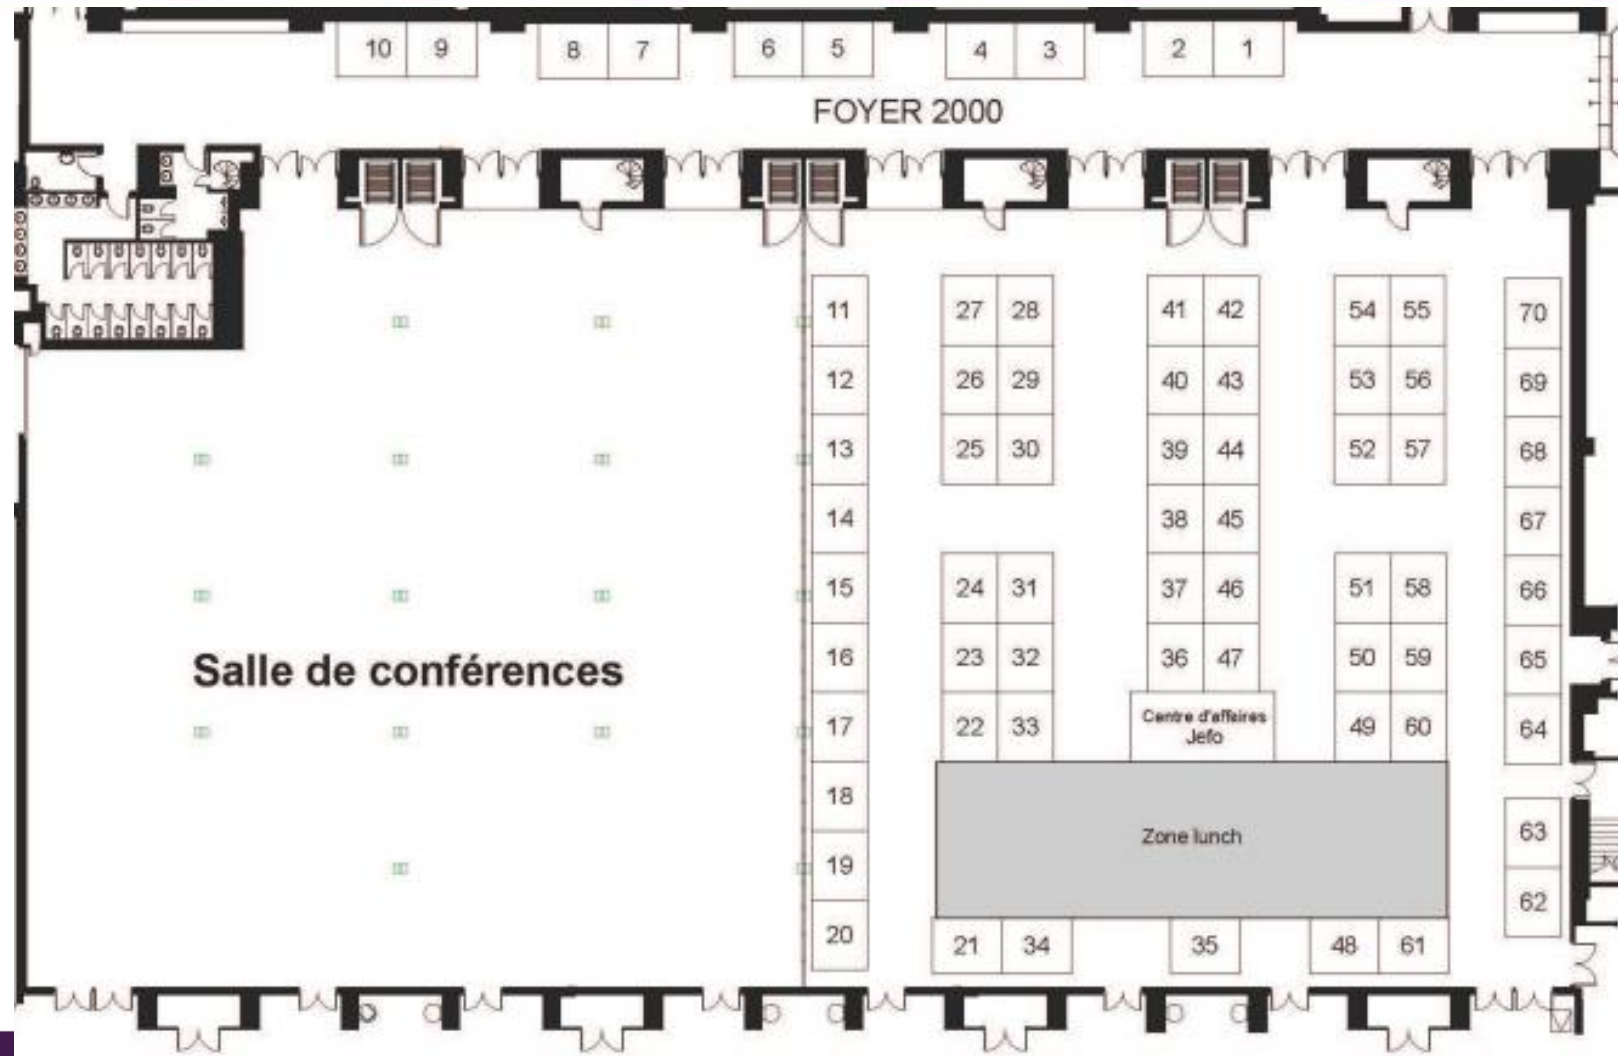 10 9 8 7 6 5 4 3 2 1
FOYER 2000
11 27 28 41 42 54 55 70
12 26 29 40 43 53 56 69
13 25 30 39 44 52 57 68
14 38 45 67
15 24 31 37 46 51 58 66
16 23 32 36 47 50 59 65
Salle de conférences
17 22 33 49 60 64
Centre d'affaires
Jefo
18
Zone lunch
63
19
62
20
21 34 35 48 61